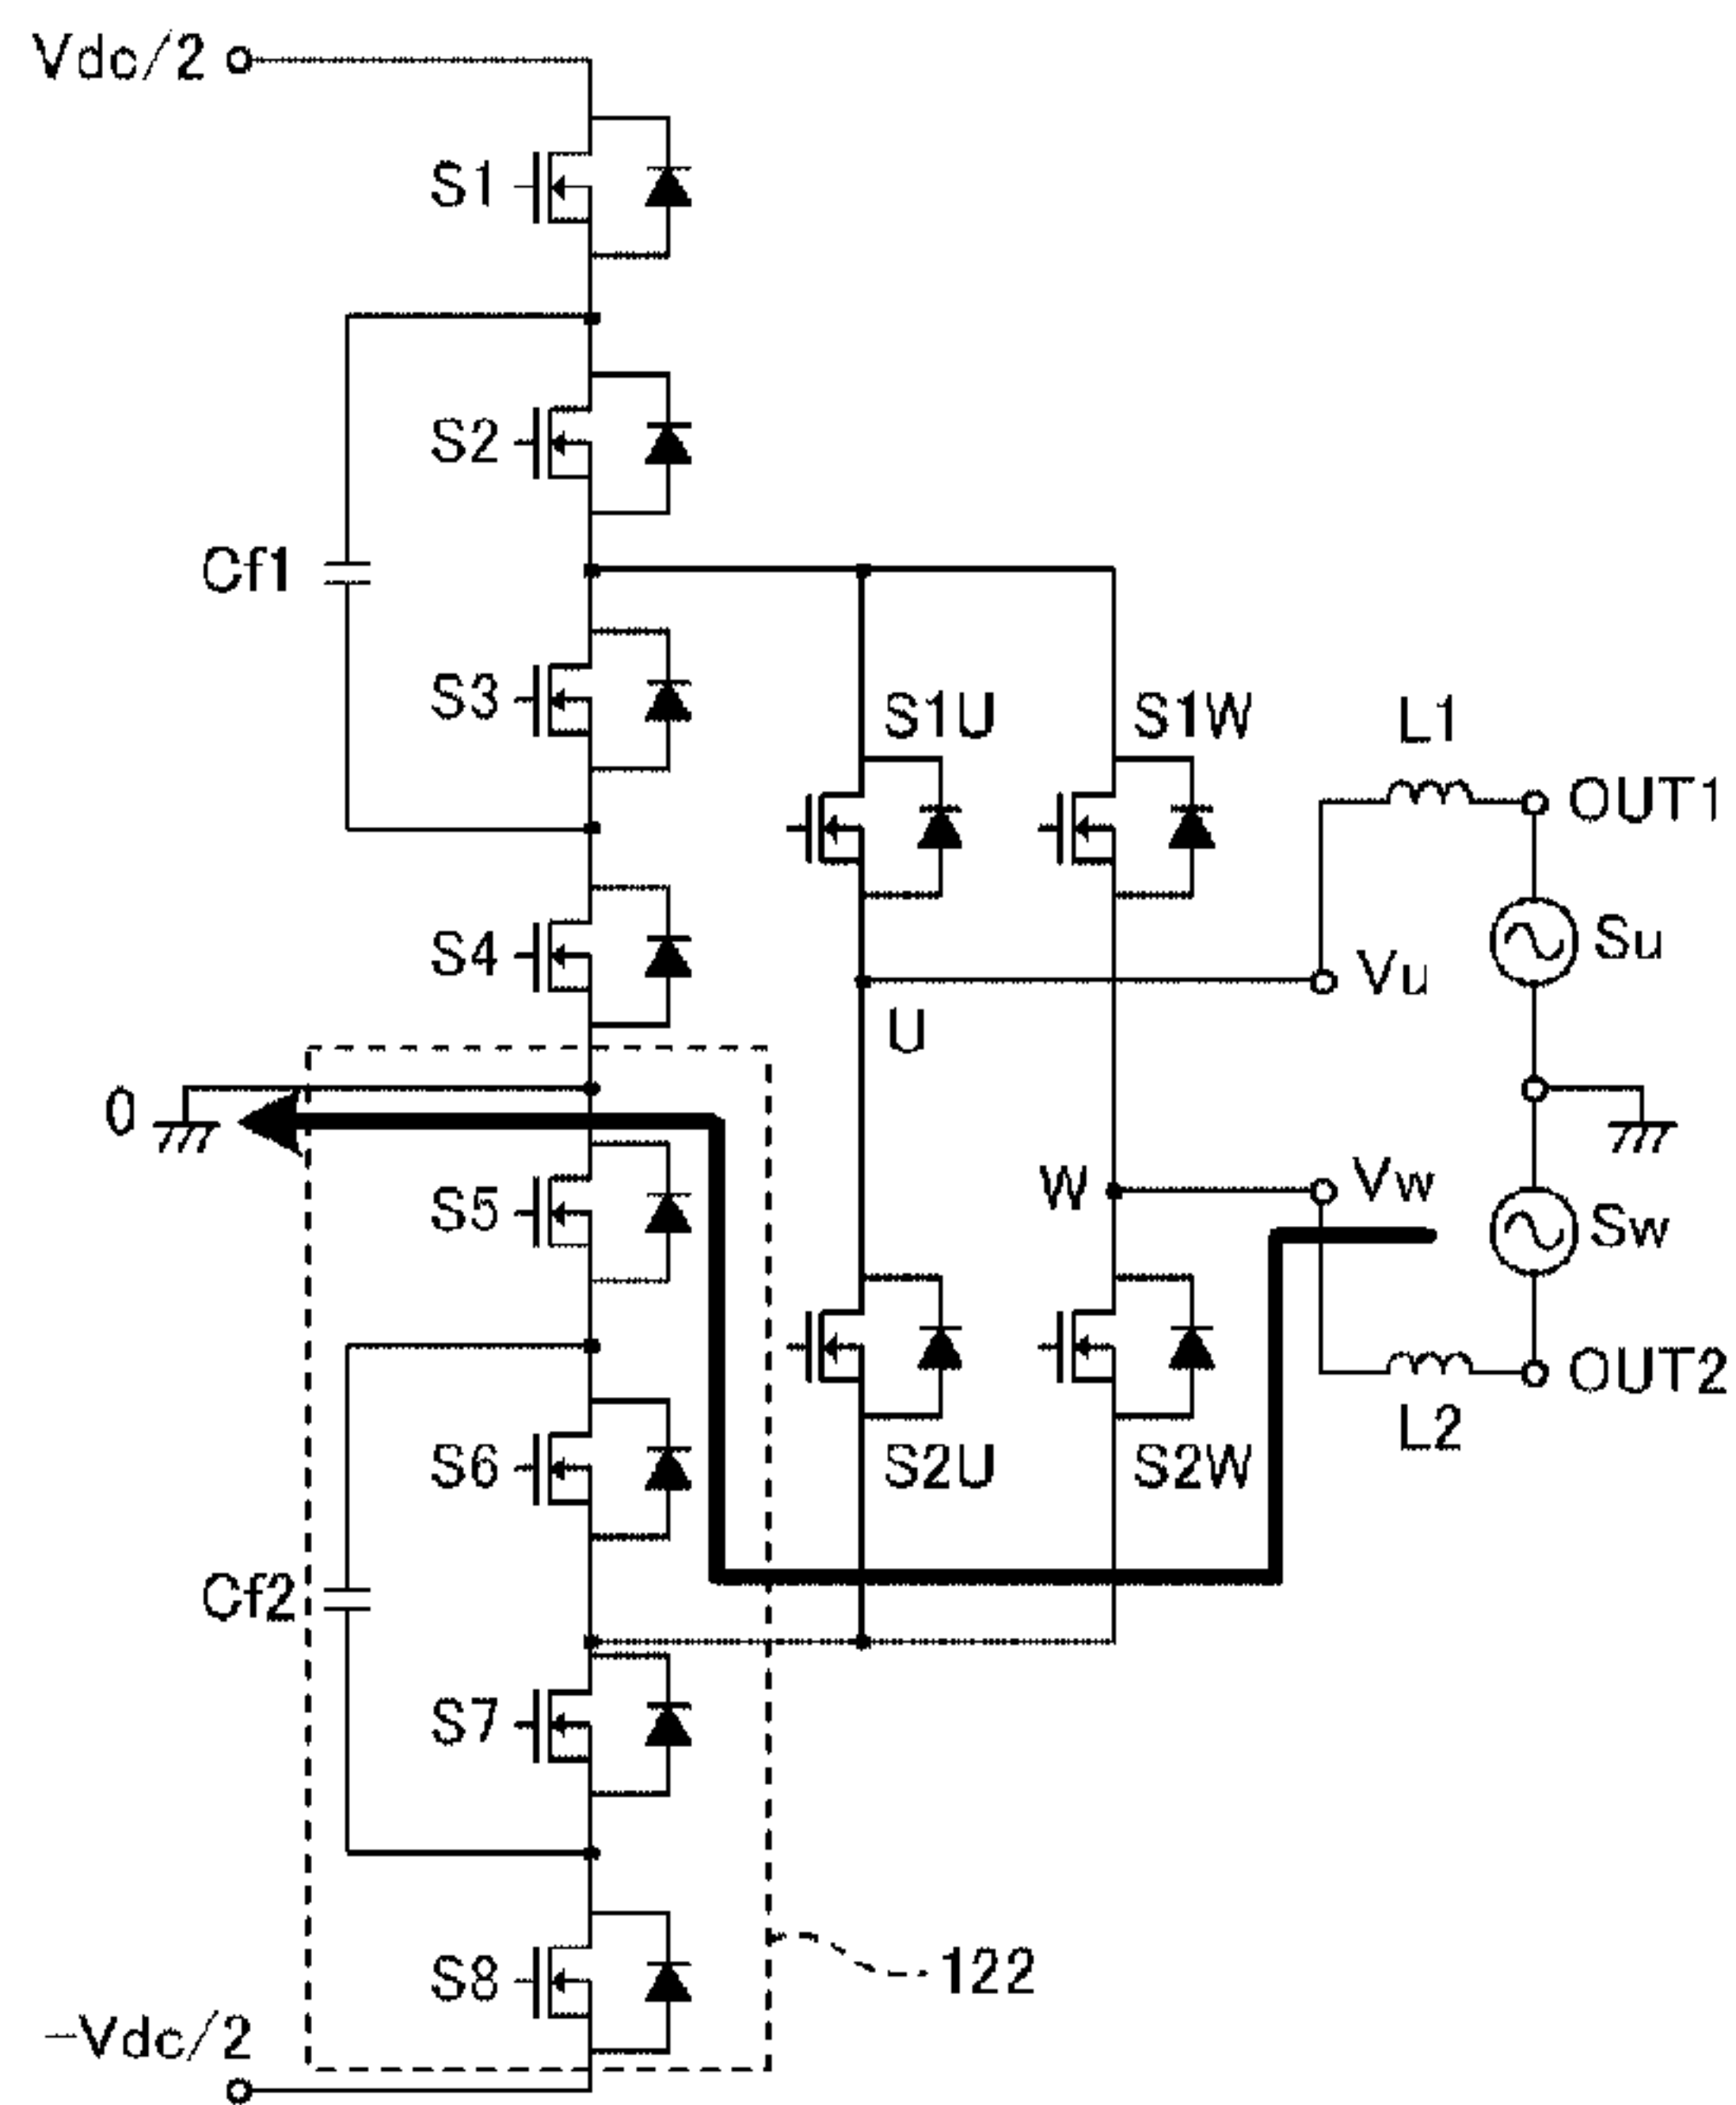 Vdc/2
S1
S2
Cf1
S3
S1U
S1W
L1
OUT1
S4
Su
Vu
U
0
W
Vw
S5
Sw
OUT2
L2
S6
S2U
S2W
Cf2
S7
S8
122
-Vdc/2